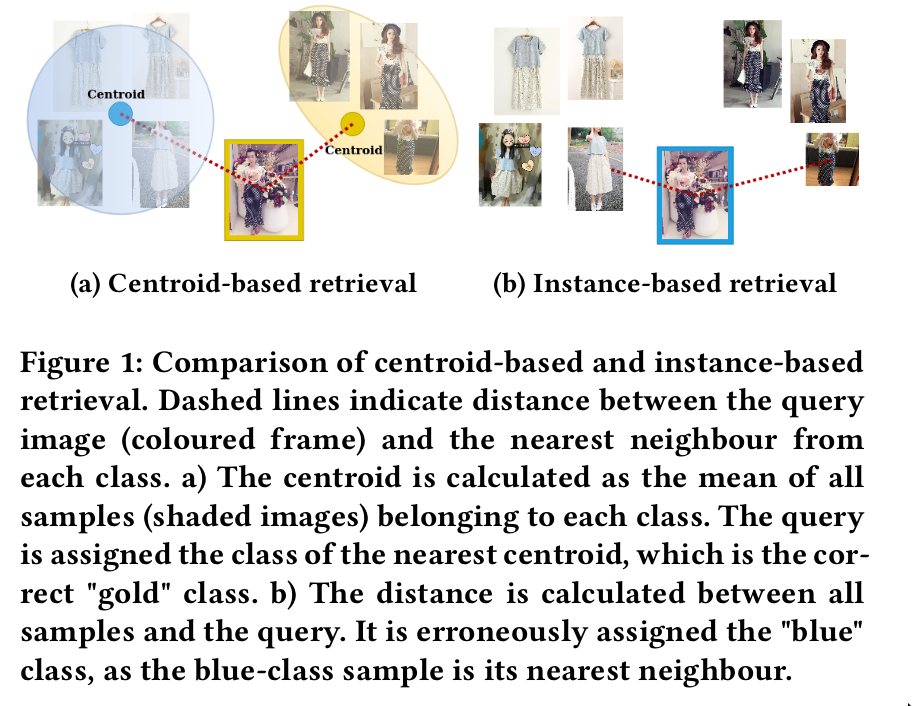 Centroid
Centroid
(a) Centroid-based retrieval
(b) Instance-based retrieval
Figure 1: Comparison of centroid-based and instance-based
retrieval. Dashed lines indicate distance between the query
image (coloured frame) and the nearest neighbour from
each class. a) The centroid is calculated as the mean of all
samples (shaded images) belonging to each class. The query
is assigned the class of the nearest centroid, which is the cor-
rect "gold" class. b) The distance is calculated between all
samples and the query. It is erroneously assigned the "blue"
class, as the blue-class sample is its nearest neighbour.